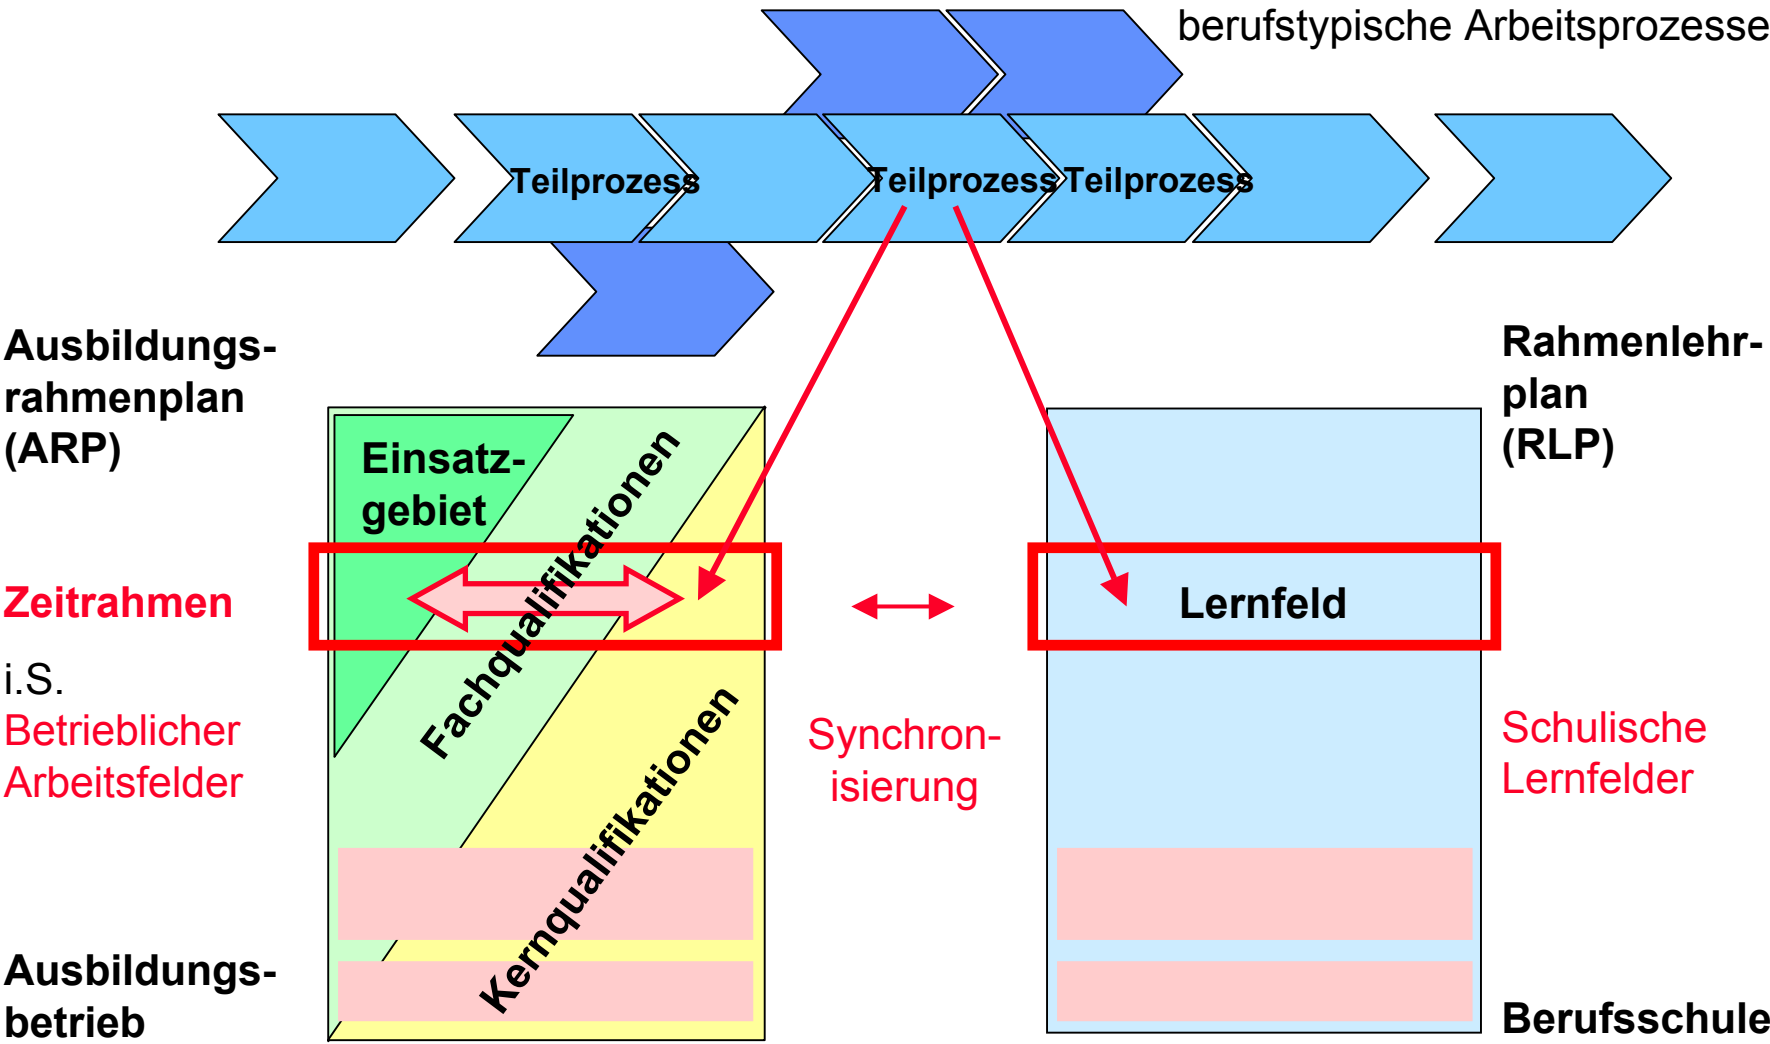 berufstypische Arbeitsprozesse
Teilprozess
Teilprozess
Teilprozess
Ausbildungs-
rahmenplan
(ARP)
Rahmenlehr-
plan
(RLP)
Einsatz-
gebiet
Fachqualifikationen
Kernqualifikationen
Zeitrahmen
Lernfeld
i.S.
Betrieblicher
Arbeitsfelder
Synchron-
isierung
Schulische
Lernfelder
Ausbildungs-
betrieb
Berufsschule